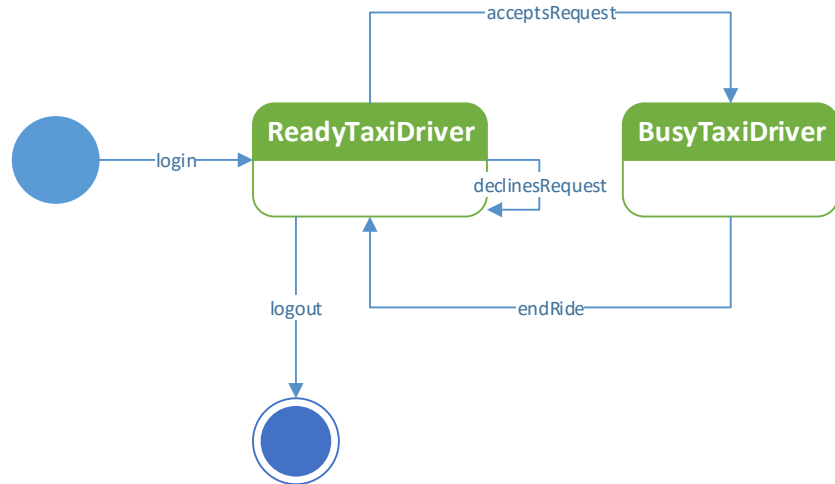 acceptsRequest
ReadyTaxiDriver
BusyTaxiDriver
login
declinesRequest
logout
endRide